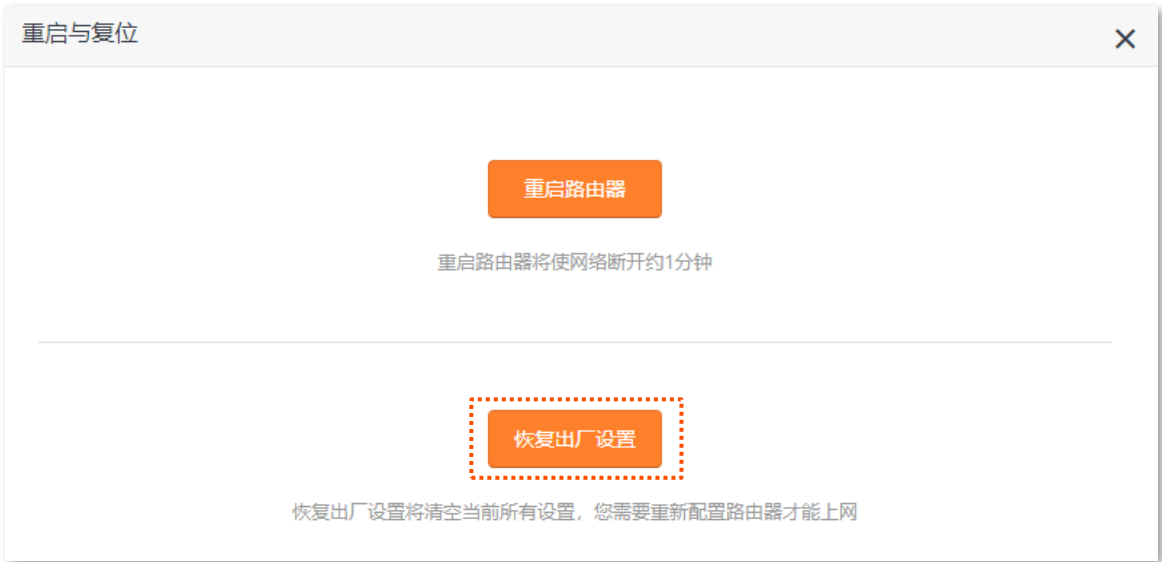 重启与复位
重启路由器
重启路由器将使网络断开约1分钟
恢复出厂设置
恢复出厂设置将清空当前所有设置，您需要重新配置路由器才能上网